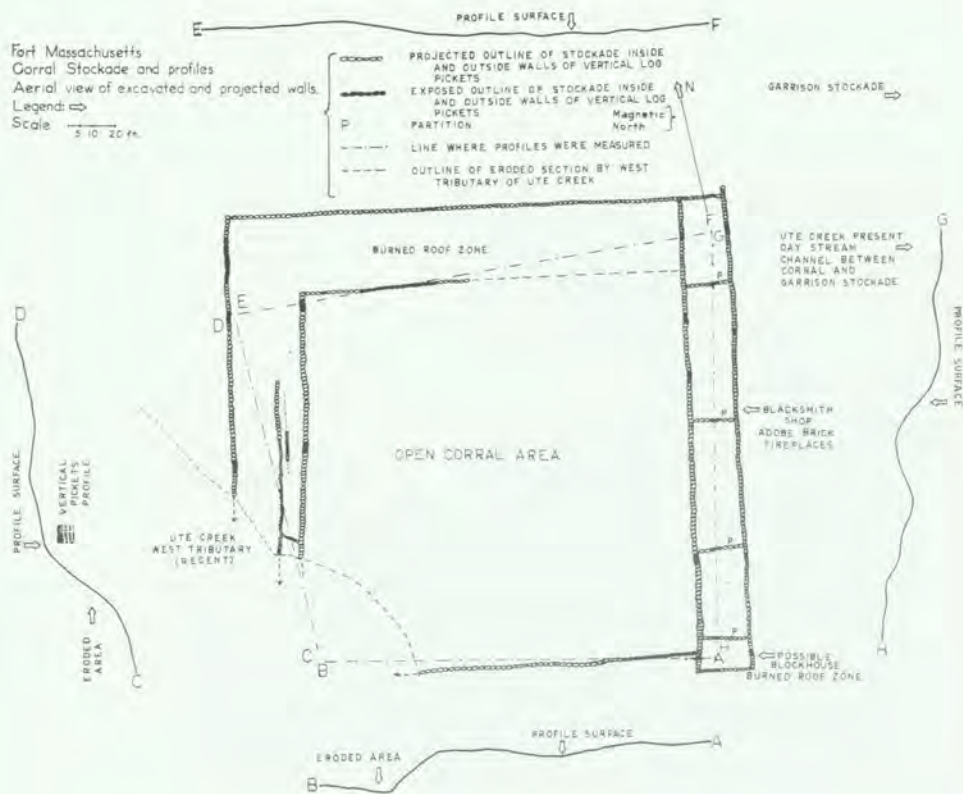 E
PROFILE SURFACE
F
Fort Massachusetts
Corral Stockade and profiles
Aerial view of excavated and projected walls.
Legend:
Scale
5 10 20 ft.
PROJECTED OUTLINE OF STOCKADE INSIDE
AND OUTSIDE WALLS OF VERTICAL LOG
PICKETS
EXPOSED OUTLINE OF STOCKADE INSIDE
AND OUTSIDE WALLS OF VERTICAL LOG
PICKETS
P
PARTITION
Magnetic
North
N
LINE WHERE PROFILES WERE MEASURED
OUTLINE OF ERODED SECTION BY WEST
TRIBUTARY OF UTE CREEK
GARRISON STOCKADE
F
G
BURNED ROOF ZONE
UTE CREEK PRESENT
DAY STREAM
CHANNEL BETWEEN
CORRAL AND
GARRISON STOCKADE
G
P
E
D
D
PROFILE SURFACE
P
BLACKSMITH
SHOP
ADOBE BRICK
FIREPLACES
OPEN CORRAL AREA
PROFILE SURFACE
VERTICAL
PICKETS
PROFILE
UTE CREEK
WEST TRIBUTARY
(RECENT)
P
ERODED
AREA
C
P
H
H
C
B
A
POSSIBLE
BLOCKHOUSE
BURNED ROOF ZONE
PROFILE SURFACE
A
ERODED AREA
B